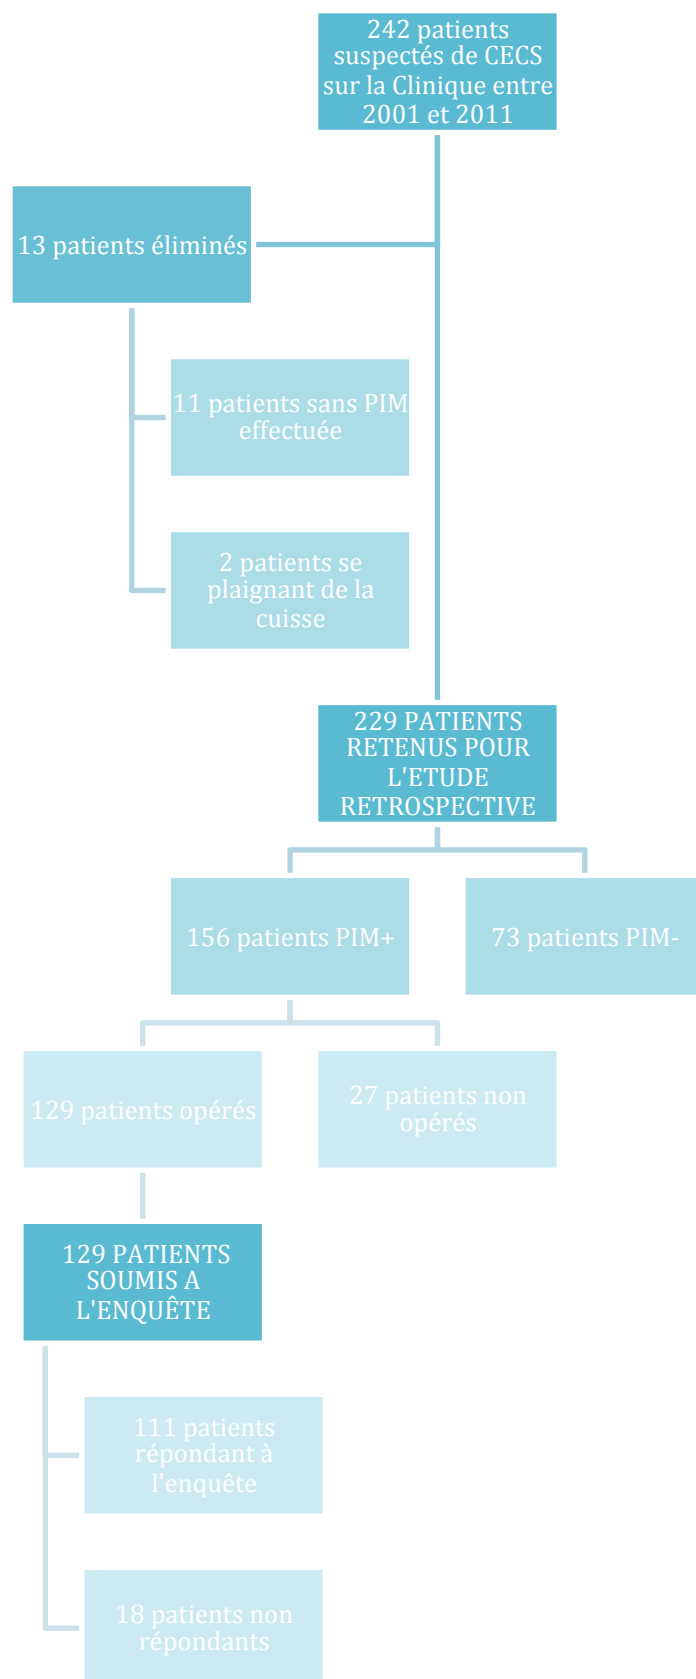 242 patients
suspectés de CECS
sur la Clinique entre
2001 et 2011
13 patients éliminés
11 patients sans PIM
effectuée
2 patients se
plaignant de la
cuisse
229 PATIENTS
RETENUS POUR
L'ETUDE
RETROSPECTIVE
156 patients PIM+
73 patients PIM-
129 patients opérés
27 patients non
opérés
129 PATIENTS
SOUMIS A
L'ENQUÊTE
111 patients
répondant à
l'enquête
18 patients non
répondants